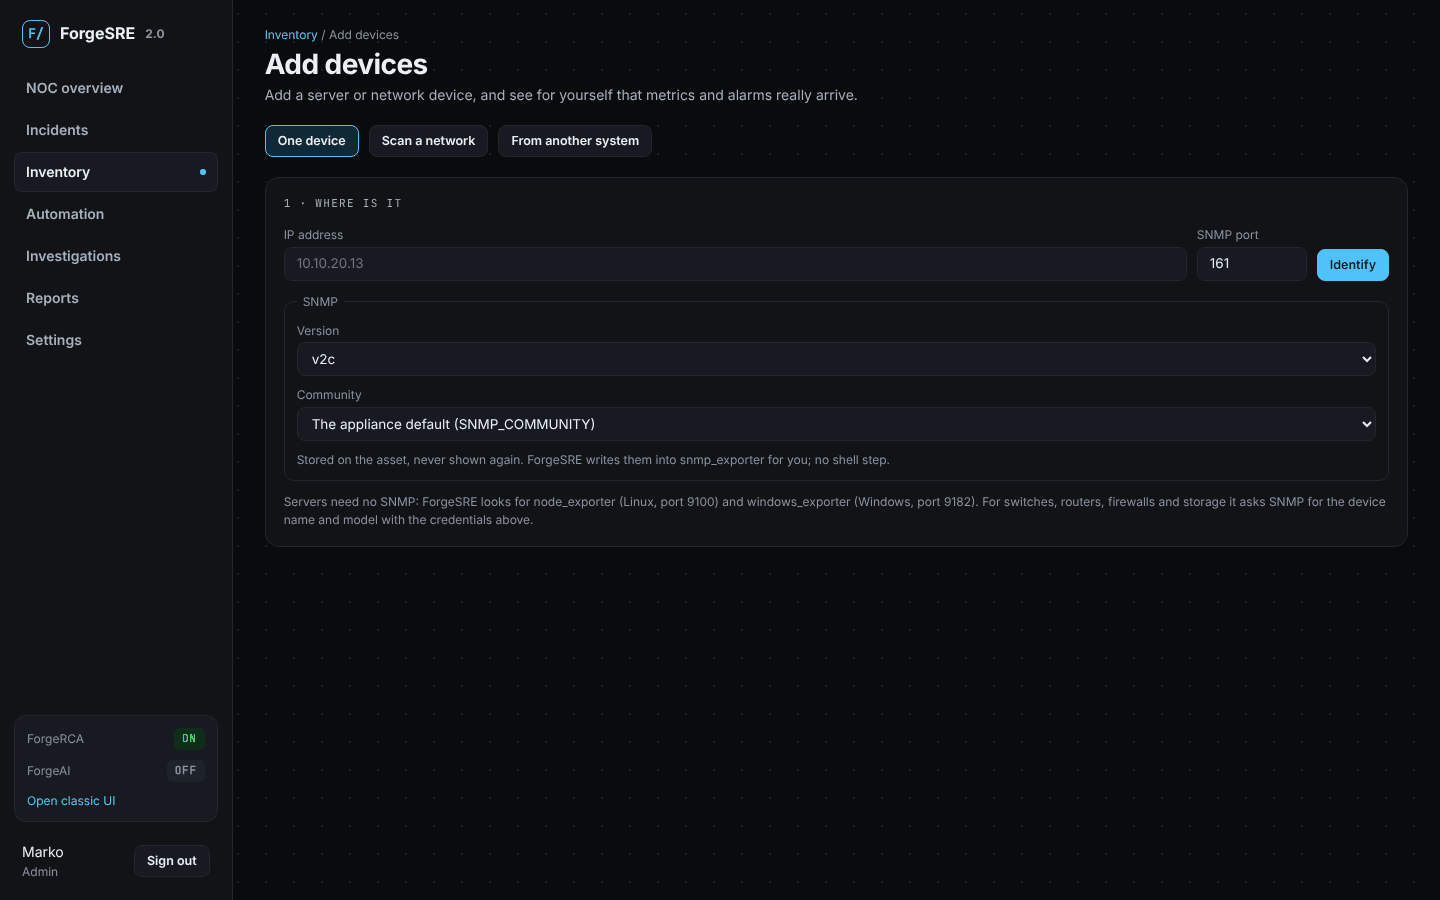 F/ ForgeSRE 2.0
NOC overview
Incidents
Inventory
Automation
Investigations
Reports
Settings
ForgeRCA ON
ForgeAI OFF
Open classic UI
Marko
Admin
Sign out
Inventory / Add devices
Add devices
Add a server or network device, and see for yourself that metrics and alarms really arrive.
One device Scan a network From another system
1 · WHERE IS IT
IP address SNMP port
10.10.20.13 161 Identify
SNMP
Version
v2c
Community
The appliance default (SNMP_COMMUNITY)
Stored on the asset, never shown again. ForgeSRE writes them into snmp_exporter for you; no shell step.
Servers need no SNMP: ForgeSRE looks for node_exporter (Linux, port 9100) and windows_exporter (Windows, port 9182). For switches, routers, firewalls and storage it asks SNMP for the device
name and model with the credentials above.